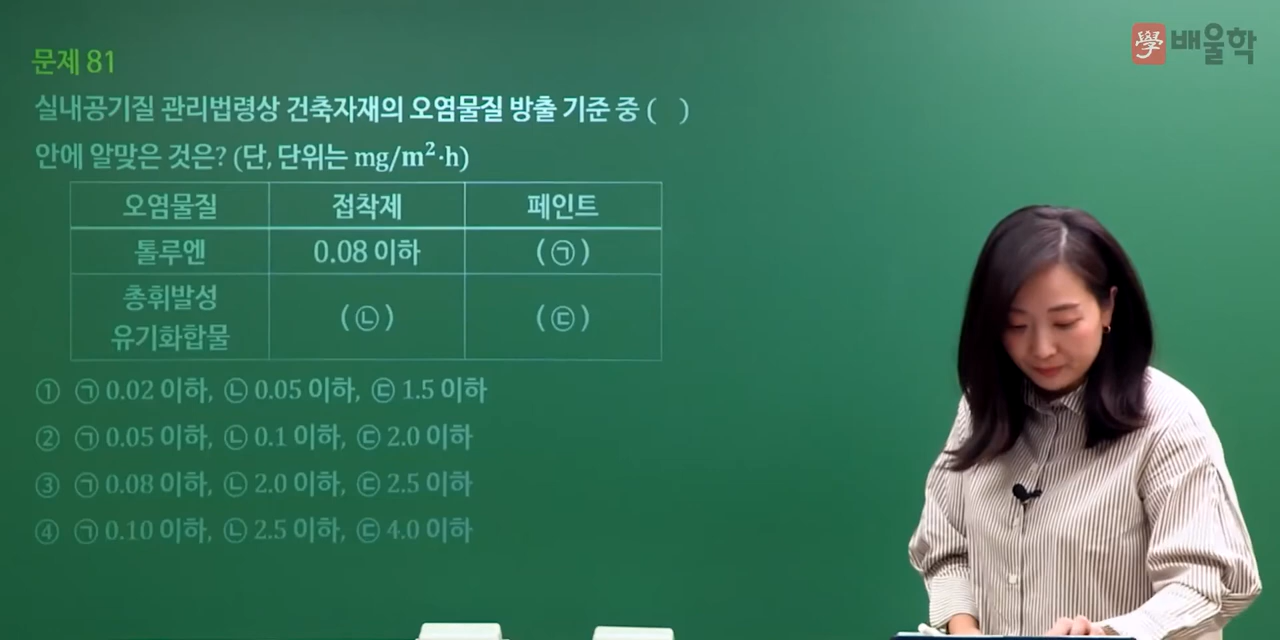 學 배울학
문제 81
실내공기질 관리법령상 건축자재의 오염물질 방출 기준 중 (   )
안에 알맞은 것은? (단, 단위는 mg/m²·h)
오염물질 접착제 페인트
톨루엔 0.08 이하 (㉠)
총휘발성
유기화합물 (㉡) (㉢)
① ㉠ 0.02 이하, ㉡ 0.05 이하, ㉢ 1.5 이하
② ㉠ 0.05 이하, ㉡ 0.1 이하, ㉢ 2.0 이하
③ ㉠ 0.08 이하, ㉡ 2.0 이하, ㉢ 2.5 이하
④ ㉠ 0.10 이하, ㉡ 2.5 이하, ㉢ 4.0 이하